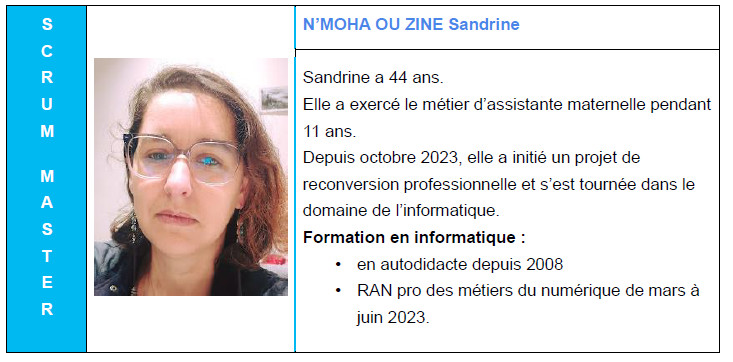 SCRUM MASTER
N’MOHA OU ZINE Sandrine
Sandrine a 44 ans.
Elle a exercé le métier d’assistante maternelle pendant
11 ans.
Depuis octobre 2023, elle a initié un projet de
reconversion professionnelle et s’est tournée dans le
domaine de l’informatique.
Formation en informatique :
• en autodidacte depuis 2008
• RAN pro des métiers du numérique de mars à
juin 2023.